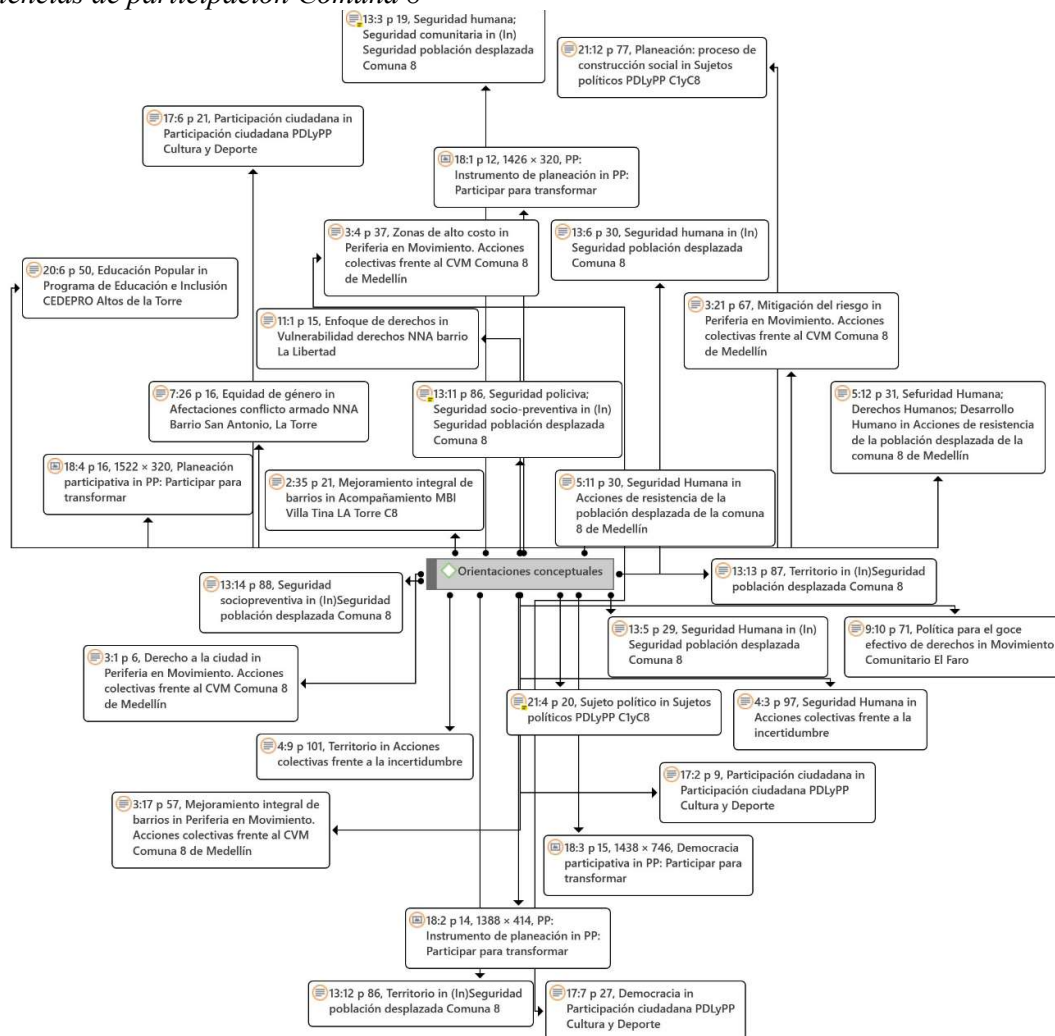 encias de participación Comuna 8
13:3 p 19, Seguridad humana;
Seguridad comunitaria in (In)
Seguridad población desplazada
Comuna 8
21:12 p 77, Planeación: proceso de
construcción social in Sujetos
políticos PDLyPP C1yC8
17:6 p 21, Participación ciudadana in
Participación ciudadana PDLyPP
Cultura y Deporte
18:1 p 12, 1426 × 320, PP:
Instrumento de planeación in PP:
Participar para transformar
3:4 p 37, Zonas de alto costo in
Periferia en Movimiento. Acciones
colectivas frente al CVM Comuna 8
de Medellín
13:6 p 30, Seguridad humana in (In)
Seguridad población desplazada
Comuna 8
20:6 p 50, Educación Popular in
Programa de Educación e Inclusión
CEDEPRO Altos de la Torre
3:21 p 67, Mitigación del riesgo in
Periferia en Movimiento. Acciones
colectivas frente al CVM Comuna 8
de Medellín
11:1 p 15, Enfoque de derechos in
Vulnerabilidad derechos NNA barrio
La Libertad
7:26 p 16, Equidad de género in
Afectaciones conflicto armado NNA
Barrio San Antonio, La Torre
13:11 p 86, Seguridad policiva;
Seguridad socio-preventiva in (In)
Seguridad población desplazada
Comuna 8
5:12 p 31, Sefuridad Humana;
Derechos Humanos; Desarrollo
Humano in Acciones de resistencia
de la población desplazada de la
comuna 8 de Medellín
18:4 p 16, 1522 × 320, Planeación
participativa in PP: Participar para
transformar
2:35 p 21, Mejoramiento integral de
barrios in Acompañamiento MBI
Villa Tina LA Torre C8
5:11 p 30, Seguridad Humana in
Acciones de resistencia de la
población desplazada de la comuna
8 de Medellín
Orientaciones conceptuales
13:14 p 88, Seguridad
sociopreventiva in (In)Seguridad
población desplazada Comuna 8
13:13 p 87, Territorio in (In)Seguridad
población desplazada Comuna 8
13:5 p 29, Seguridad Humana in (In)
Seguridad población desplazada
Comuna 8
9:10 p 71, Política para el goce
efectivo de derechos in Movimiento
Comunitario El Faro
3:1 p 6, Derecho a la ciudad in
Periferia en Movimiento. Acciones
colectivas frente al CVM Comuna 8
de Medellín
21:4 p 20, Sujeto político in Sujetos
políticos PDLyPP C1yC8
4:3 p 97, Seguridad Humana in
Acciones colectivas frente a la
incertidumbre
4:9 p 101, Territorio in Acciones
colectivas frente a la incertidumbre
17:2 p 9, Participación ciudadana in
Participación ciudadana PDLyPP
Cultura y Deporte
3:17 p 57, Mejoramiento integral de
barrios in Periferia en Movimiento.
Acciones colectivas frente al CVM
Comuna 8 de Medellín
18:3 p 15, 1438 × 746, Democracia
participativa in PP: Participar para
transformar
18:2 p 14, 1388 × 414, PP:
Instrumento de planeación in PP:
Participar para transformar
13:12 p 86, Territorio in (In)Seguridad
población desplazada Comuna 8
17:7 p 27, Democracia in
Participación ciudadana PDLyPP
Cultura y Deporte